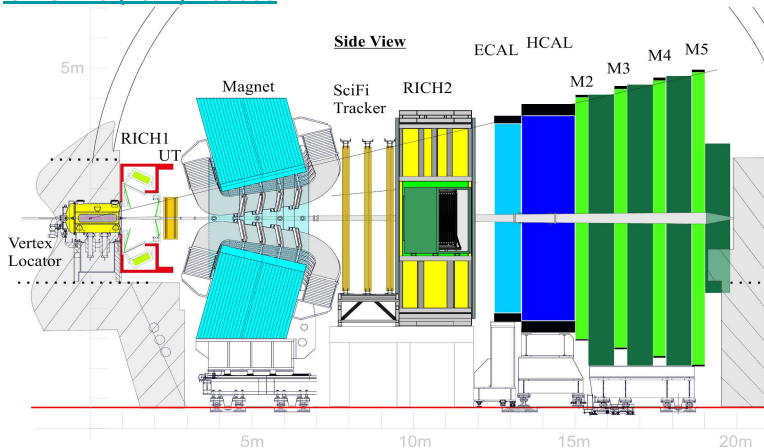 Side View
ECAL
HCAL
M5
M4
M3
M2
5m
Magnet
SciFi
Tracker
RICH2
RICH1
UT
Vertex
Locator
5m
10m
15m
20m